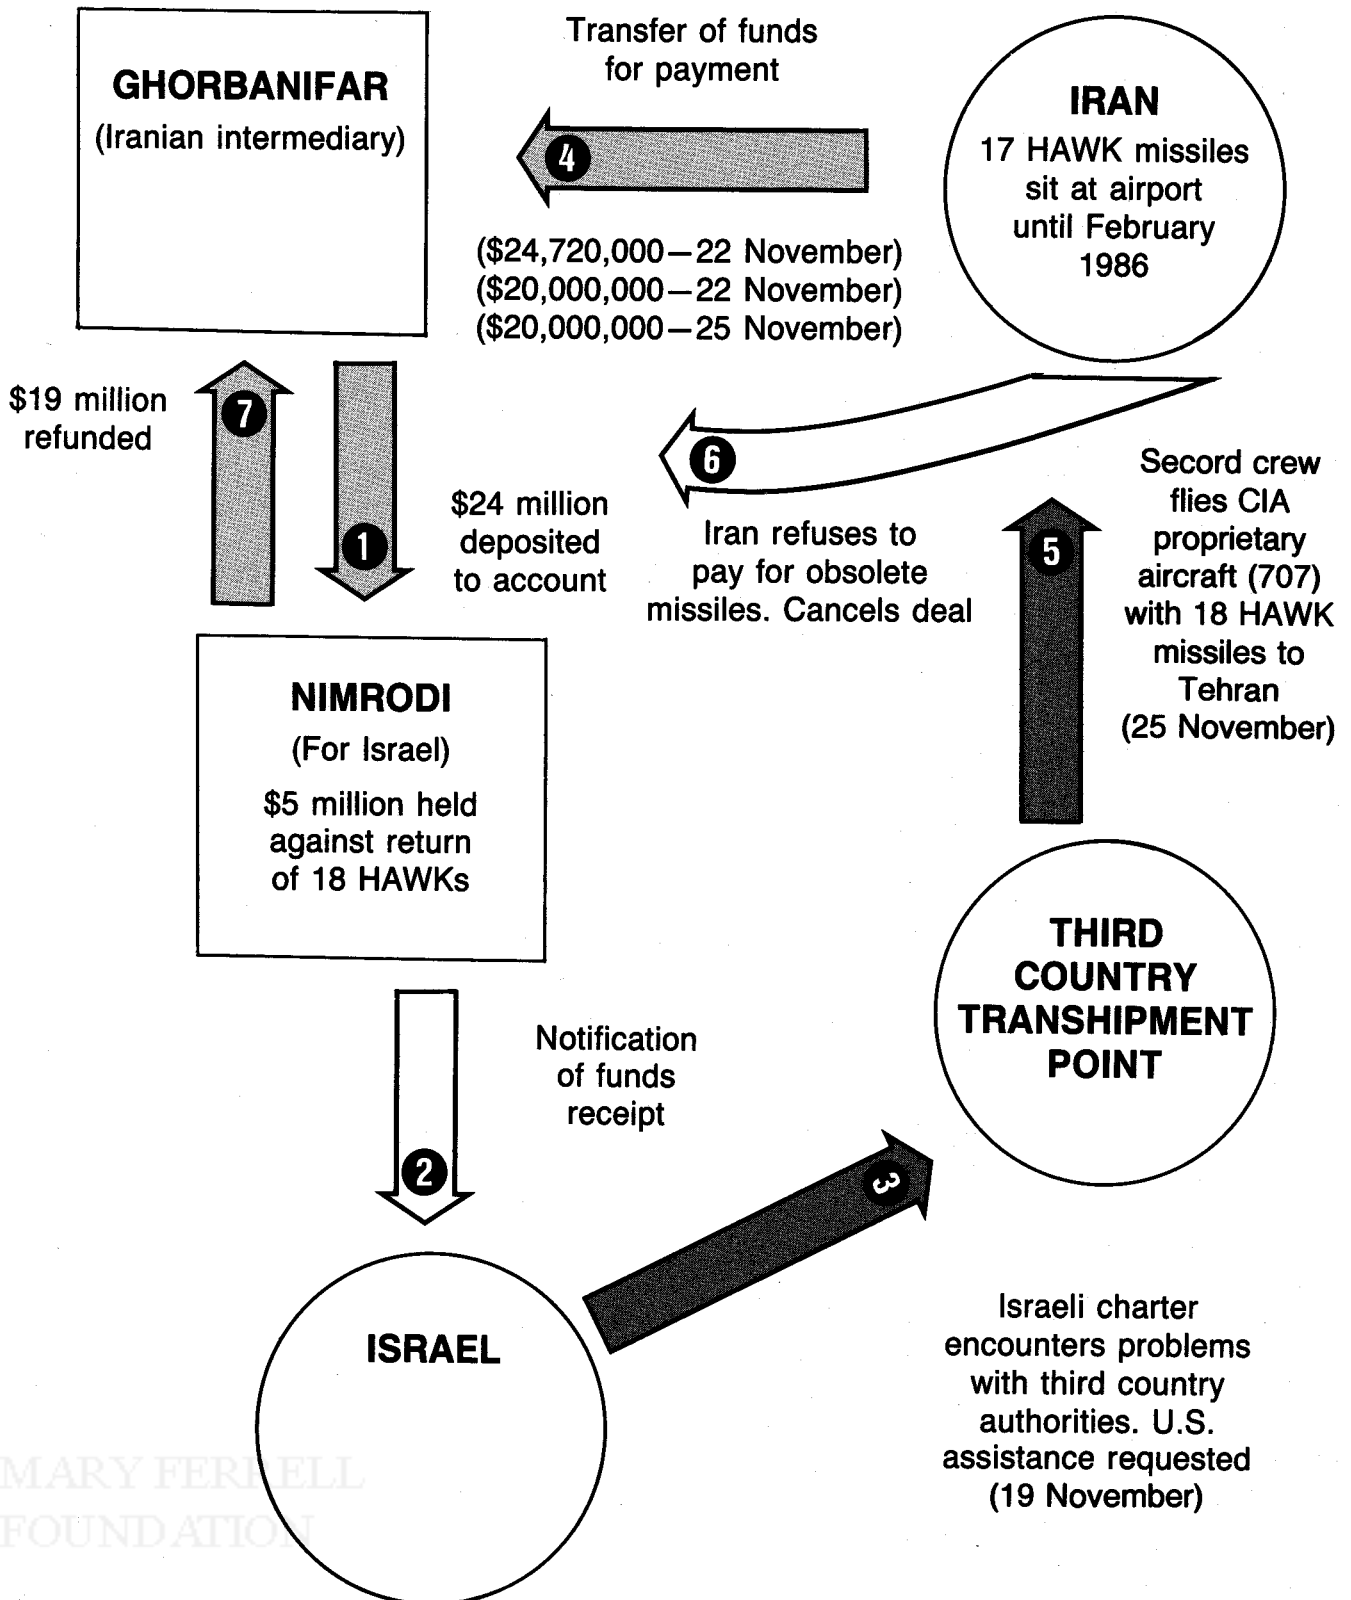 GHORBANIFAR
(Iranian intermediary)
Transfer of funds
for payment
4
($24,720,000—22 November)
($20,000,000—22 November)
($20,000,000—25 November)
IRAN
17 HAWK missiles
sit at airport
until February
1986
$19 million
refunded
7
1
$24 million
deposited
to account
6
Iran refuses to
pay for obsolete
missiles. Cancels deal
5
Secord crew
flies CIA
proprietary
aircraft (707)
with 18 HAWK
missiles to
Tehran
(25 November)
NIMRODI
(For Israel)
$5 million held
against return
of 18 HAWKs
THIRD
COUNTRY
TRANSHIPMENT
POINT
2
Notification
of funds
receipt
3
ISRAEL
Israeli charter
encounters problems
with third country
authorities. U.S.
assistance requested
(19 November)
MARY FERRELL
FOUNDATION